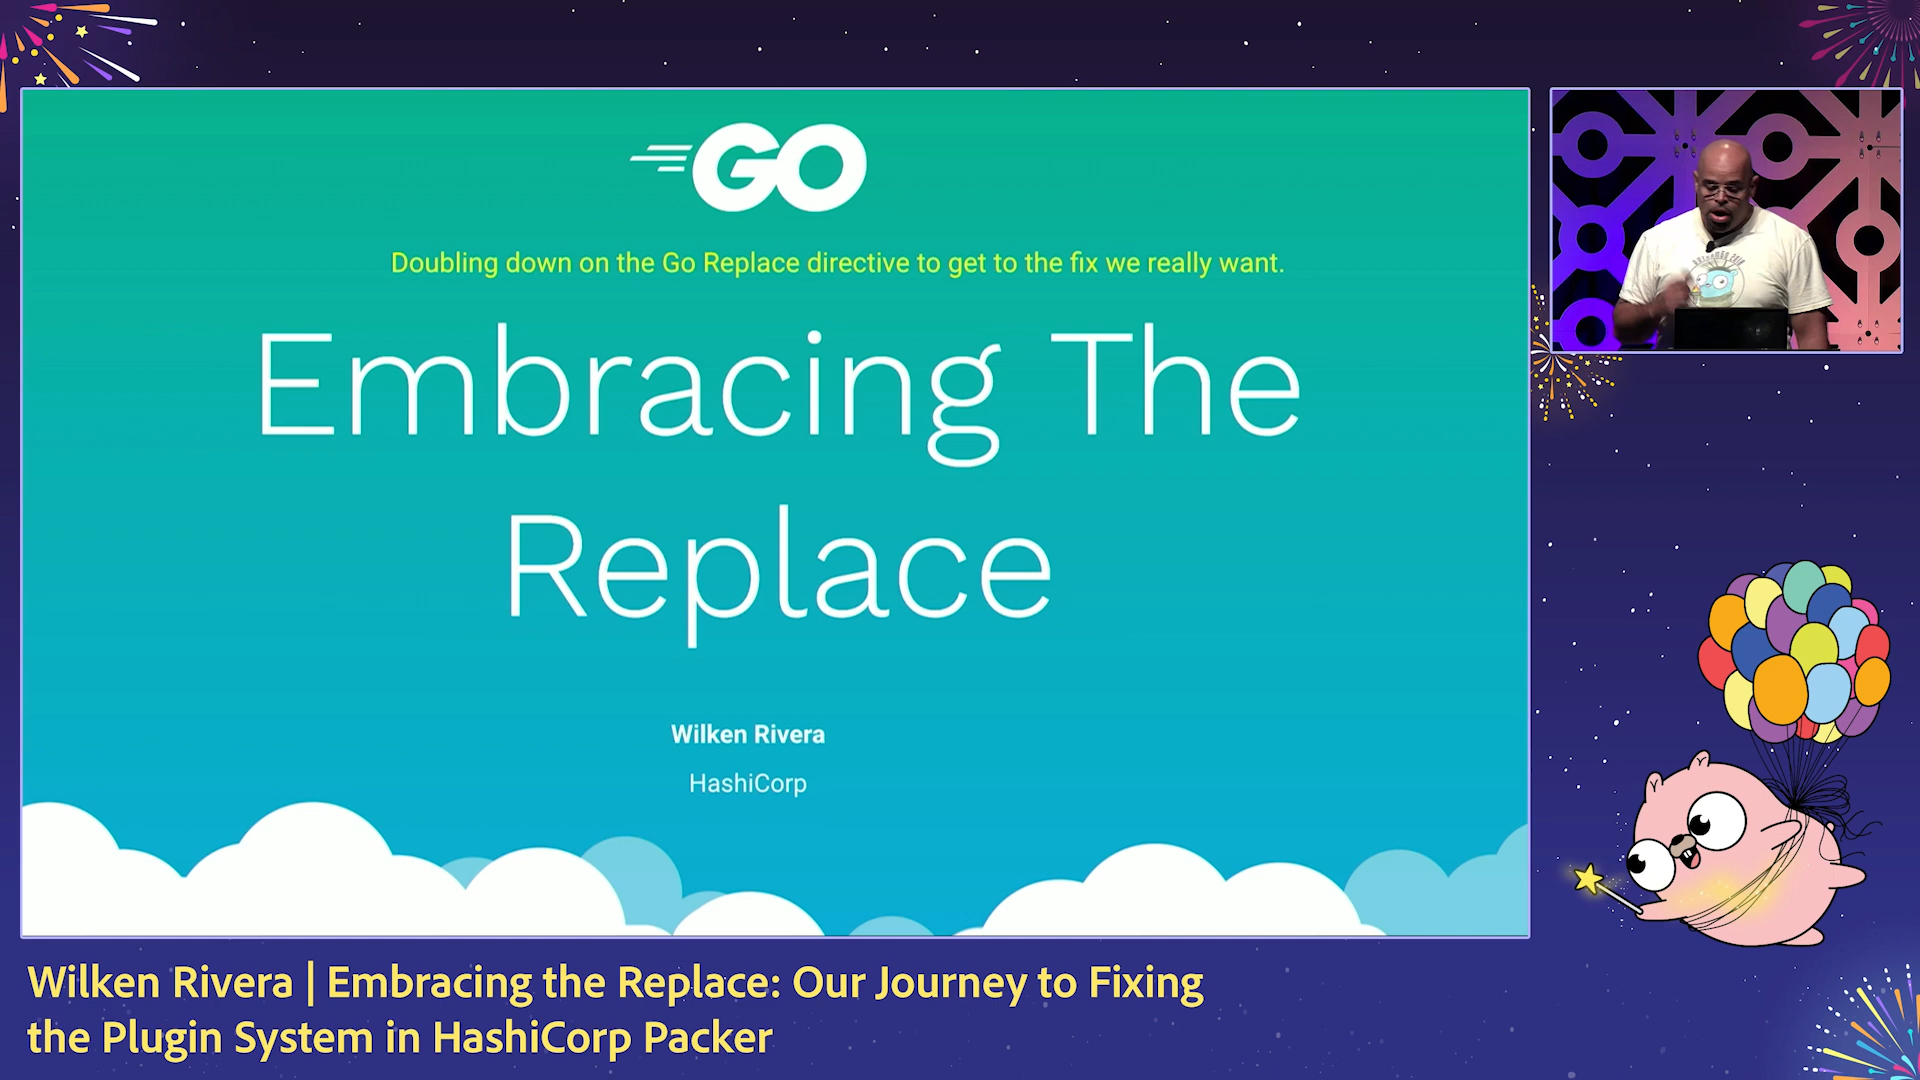 GO
Doubling down on the Go Replace directive to get to the fix we really want.
Embracing The
Replace
Wilken Rivera
HashiCorp
Wilken Rivera | Embracing the Replace: Our Journey to Fixing
the Plugin System in HashiCorp Packer